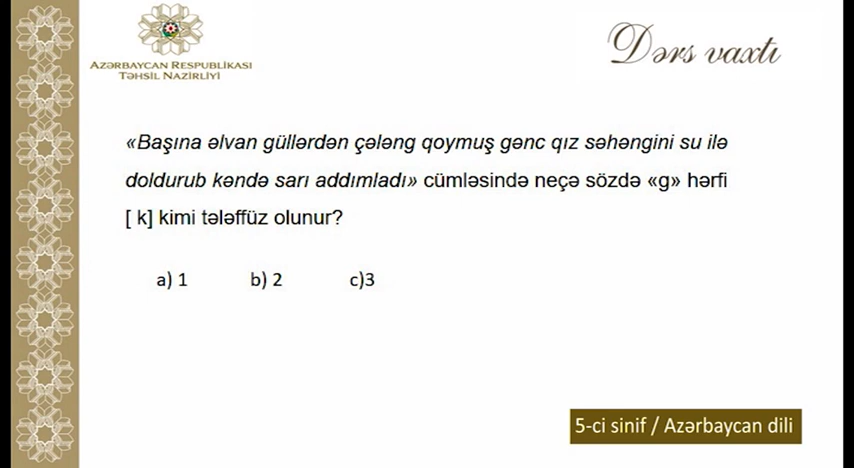 Azərbaycan Respublikası
Təhsil Nazirliyi
Dərs vaxtı
«Başına əlvan güllərdən çələng qoymuş gənc qız səhəngini su ilə
doldurub kəndə sarı addımladı» cümləsində neçə sözdə «g» hərfi
[ k] kimi tələffüz olunur?
a) 1 b) 2 c)3
5-ci sinif / Azərbaycan dili